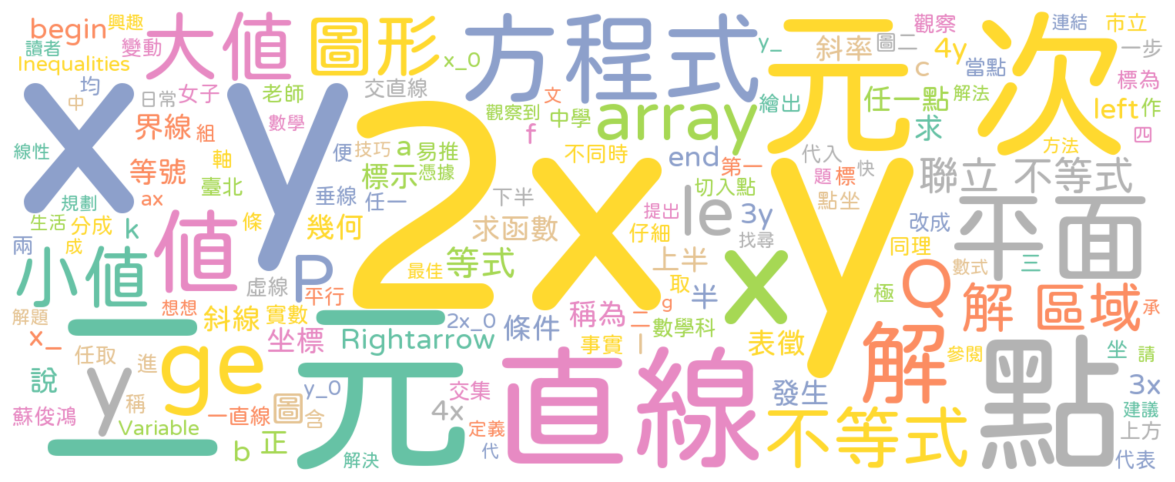 begin 興趣 大值 圖形 方程式 元 次 觀察 連結 市立
讀者 變動 x_0 y_ 斜率 圖二 4y 當點 一步
Inequalities 均 中 日常 女子 老師 交直線 c 標為
界線 組 數學 觀察到 中學 array 繪出 任一點 解法 left 作
x y 2 f 文 求 四
線性 等號 軸 便 技巧 a 易推 憑據 不同時 end 第一 代入 快 方法
規劃 ax 臺北 垂線 任一 標示 下半 x 切入點 題 標 聯立 不等式
生活 分成 k 條 幾何 求函數 提出 le 3y 點坐 改成 平面
兩 成 值 P 仔細 找尋 y 同理
小值 虛線 最佳 等式 上半 x 數式 三
想想 平行 取 g 半 極 Q 解 區域 承
解題 一 斜線 實數 2x_0 條件 稱為 二 數學科
x_ 坐標 Rightarrow 事實 l 表徵 解 參閱 坐 請
任取 進 ge 元 直線 點
說 y 稱 y_0 交集 發生 3x
蘇俊鴻 一直線 圖 含 4x 不等式 建議
Variable 定義 上方
一 b 正 解決 代 代表